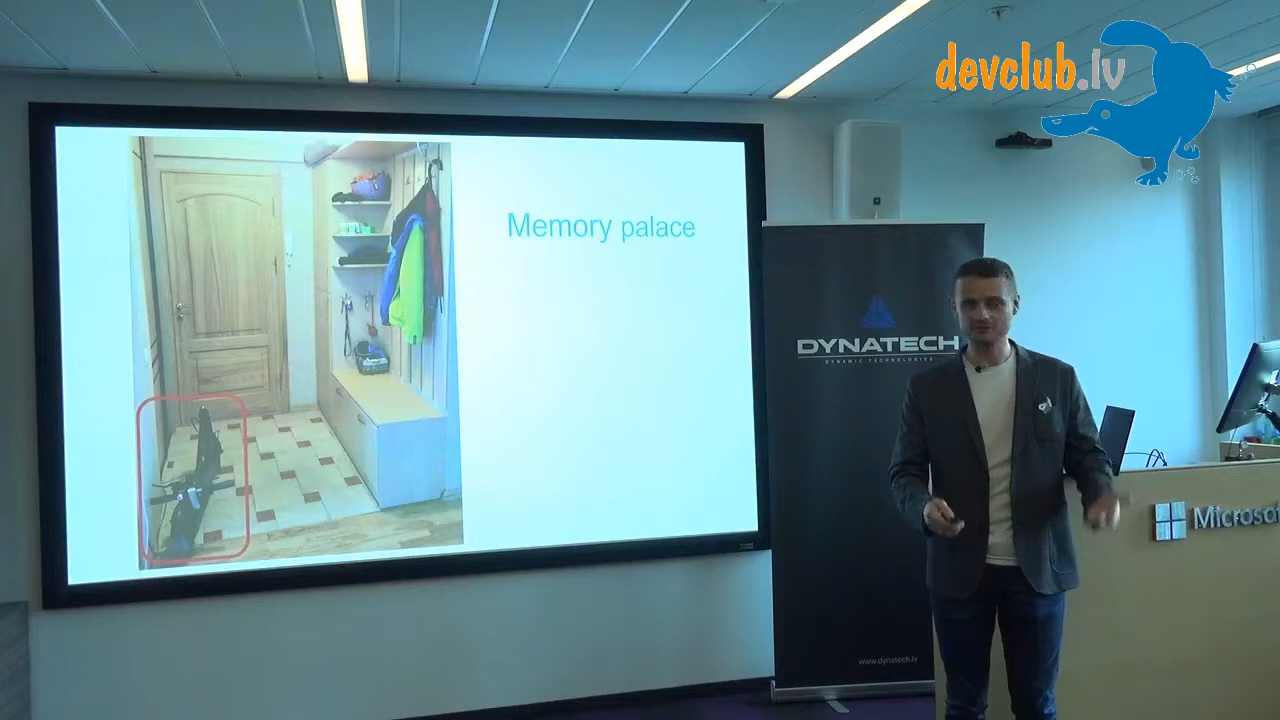 devclub.lv
Memory palace
DYNATECH
DYNAMIC TECHNOLOGIES
Microsof
www.dynatech.lv